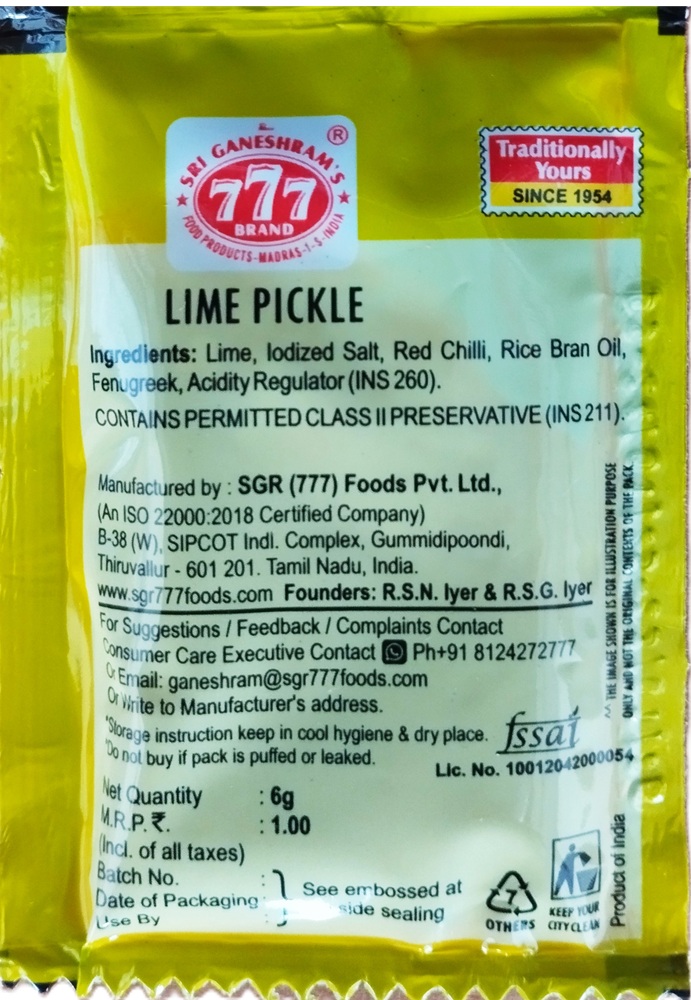 SRI GANESHRAM'S
®
777
BRAND
FOOD PRODUCTS-MADRAS-1-S-INDIA
Traditionally
Yours
SINCE 1954
LIME PICKLE
Ingredients: Lime, Iodized Salt, Red Chilli, Rice Bran Oil,
Fenugreek, Acidity Regulator (INS 260).
CONTAINS PERMITTED CLASS II PRESERVATIVE (INS 211).
Manufactured by : SGR (777) Foods Pvt. Ltd.,
(An ISO 22000:2018 Certified Company)
B-38 (W), SIPCOT Indl. Complex, Gummidipoondi,
Thiruvallur - 601 201. Tamil Nadu, India.
www.sgr777foods.com Founders: R.S.N. Iyer & R.S.G. Iyer
For Suggestions / Feedback / Complaints Contact
Consumer Care Executive Contact Ph+91 8124272777
Or Email: ganeshram@sgr777foods.com
Or Write to Manufacturer's address.
*Storage instruction keep in cool hygiene & dry place.
*Do not buy if pack is puffed or leaked.
fssai
Lic. No. 10012042000054
Net Quantity : 6g
M.R.P. ₹. : 1.00
(Incl. of all taxes)
Batch No. :
Date of Packaging :
Use By :
See embossed at
side sealing
7
OTHERS
KEEP YOUR
CITY CLEAN
Product of India
^^ THE IMAGE SHOWN IS FOR ILLUSTRATION PURPOSE
ONLY AND NOT THE ORIGINAL CONTENTS OF THE PACK.